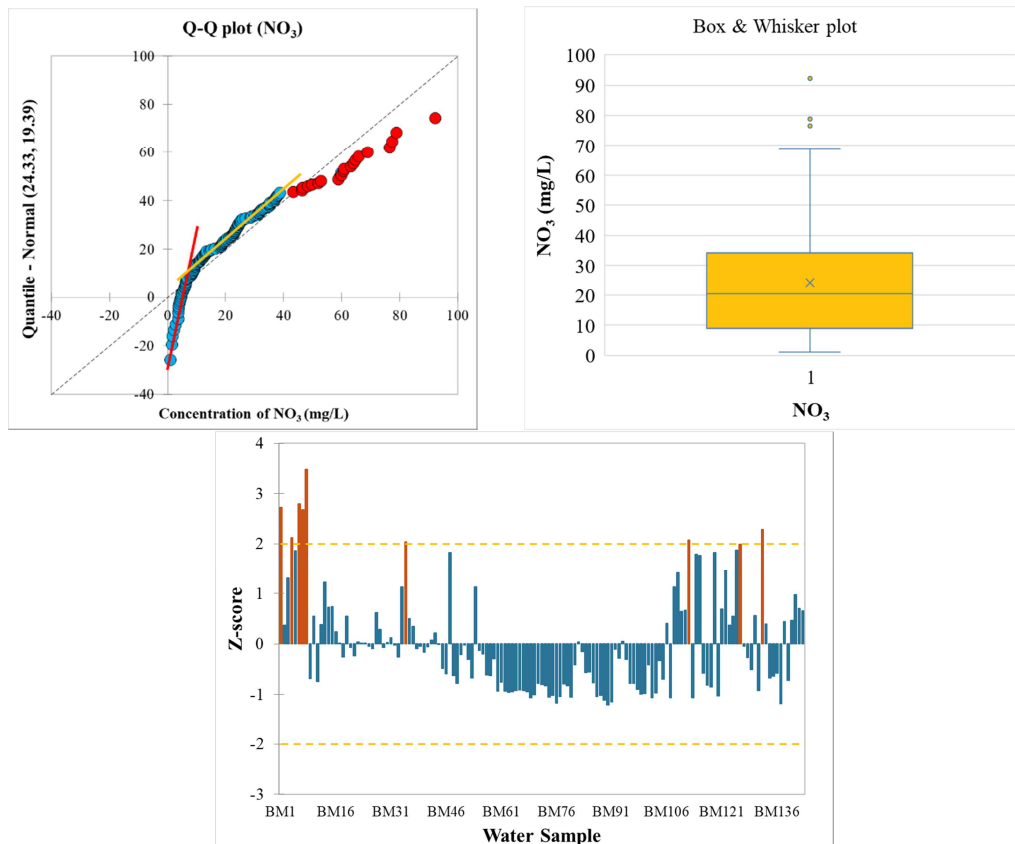 Q-Q plot (NO3)
Quantile - Normal (24.33, 19.39)
100
80
60
40
20
0
-20
-40
-40 -20 0 20 40 60 80 100
Concentration of NO3 (mg/L)
Box & Whisker plot
NO3 (mg/L)
100
90
80
70
60
50
40
30
20
10
0
1
NO3
Z-score
4
3
2
1
0
-1
-2
-3
BM1 BM16 BM31 BM46 BM61 BM76 BM91 BM106 BM121 BM136
Water Sample